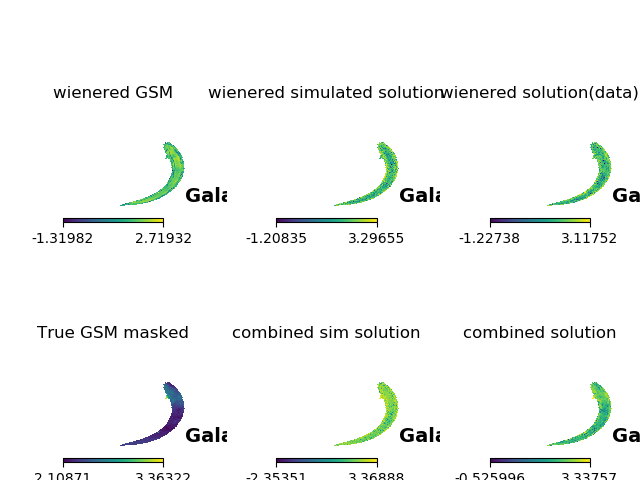 wienered GSM wienered simulated solution wienered solution(data)
Gala Gala Ga
-1.31982 2.71932 -1.20835 3.29655 -1.22738 3.11752
True GSM masked combined sim solution combined solution
Gala Gala Ga
2.10871 3.36322 -2.35351 3.36888 -0.525996 3.33757